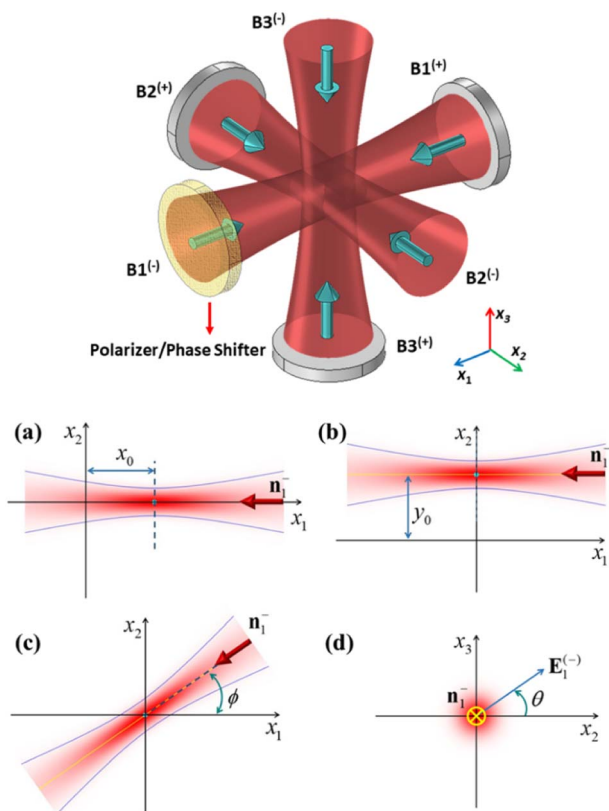 B3(-)
B2(+)
B1(+)
B1(-)
B2(-)
Polarizer/Phase Shifter
B3(+)
x3
x1
x2
(a)
x2
x0
n1−
x1
(b)
x2
n1−
y0
x1
(c)
x2
n1−
ϕ
x1
(d)
x3
E1(−)
n1−
θ
x2